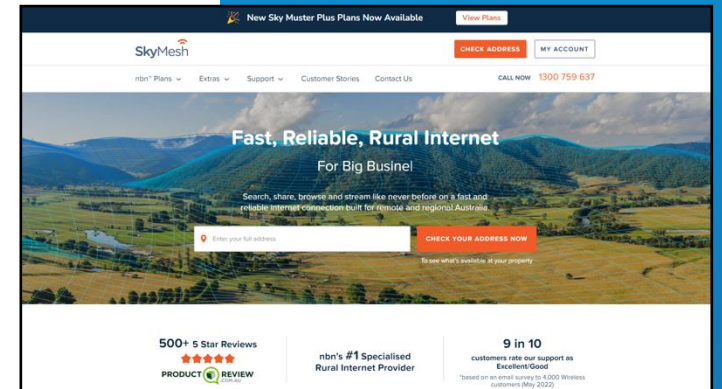 New Sky Muster Plus Plans Now Available
View Plans
SkyMesh
CHECK ADDRESS
MY ACCOUNT
nbn™ Plans
Extras
Support
Customer Stories
Contact Us
CALL NOW 1300 759 637
Fast, Reliable, Rural Internet
For Big Busine|
Search, share, browse and stream like never before on a fast and
reliable internet connection built for remote and regional Australia.
Enter your full address
CHECK YOUR ADDRESS NOW
To see what's available at your property
500+ 5 Star Reviews
PRODUCT REVIEW
.COM.AU
nbn's #1 Specialised
Rural Internet Provider
9 in 10
customers rate our support as
Excellent/Good
*based on an email survey to 4,000 Wireless
customers (May 2022)